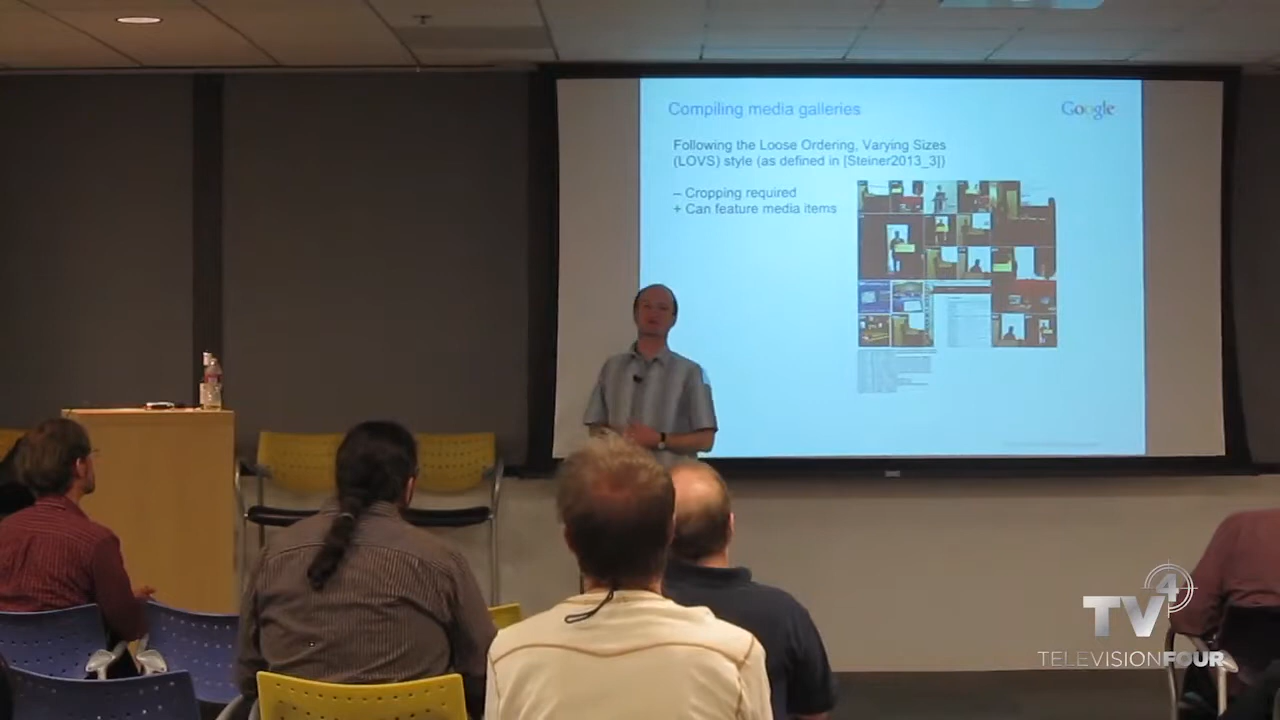 Compiling media galleries
Google
Following the Loose Ordering, Varying Sizes
(LOVS) style (as defined in [Steiner2013_3])
– Cropping required
+ Can feature media items
TV4
TELEVISIONFOUR